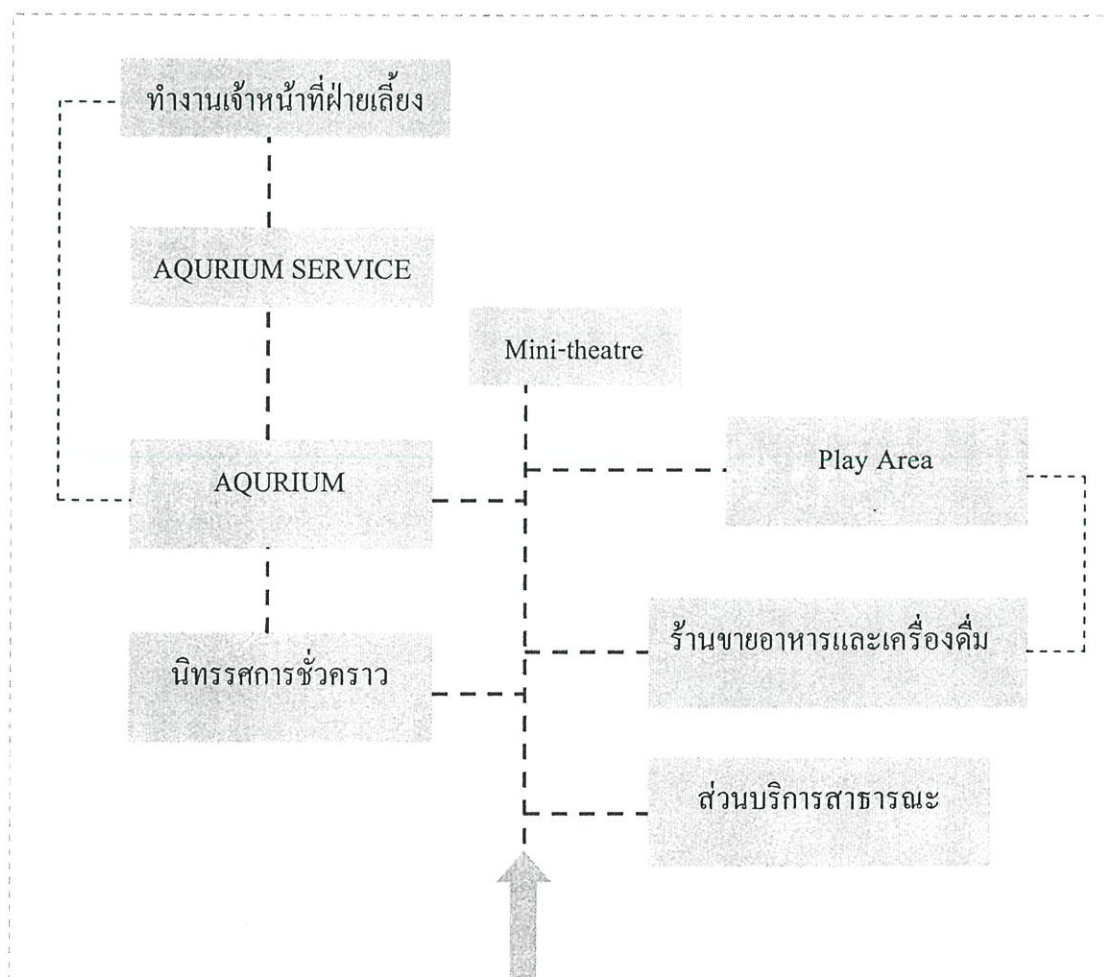 ทำงานเจ้าหน้าที่ฝ่ายเลี้ยง
AQURIUM SERVICE
Mini-theatre
Play Area
AQURIUM
ร้านขายอาหารและเครื่องดื่ม
นิทรรศการชั่วคราว
ส่วนบริการสาธารณะ